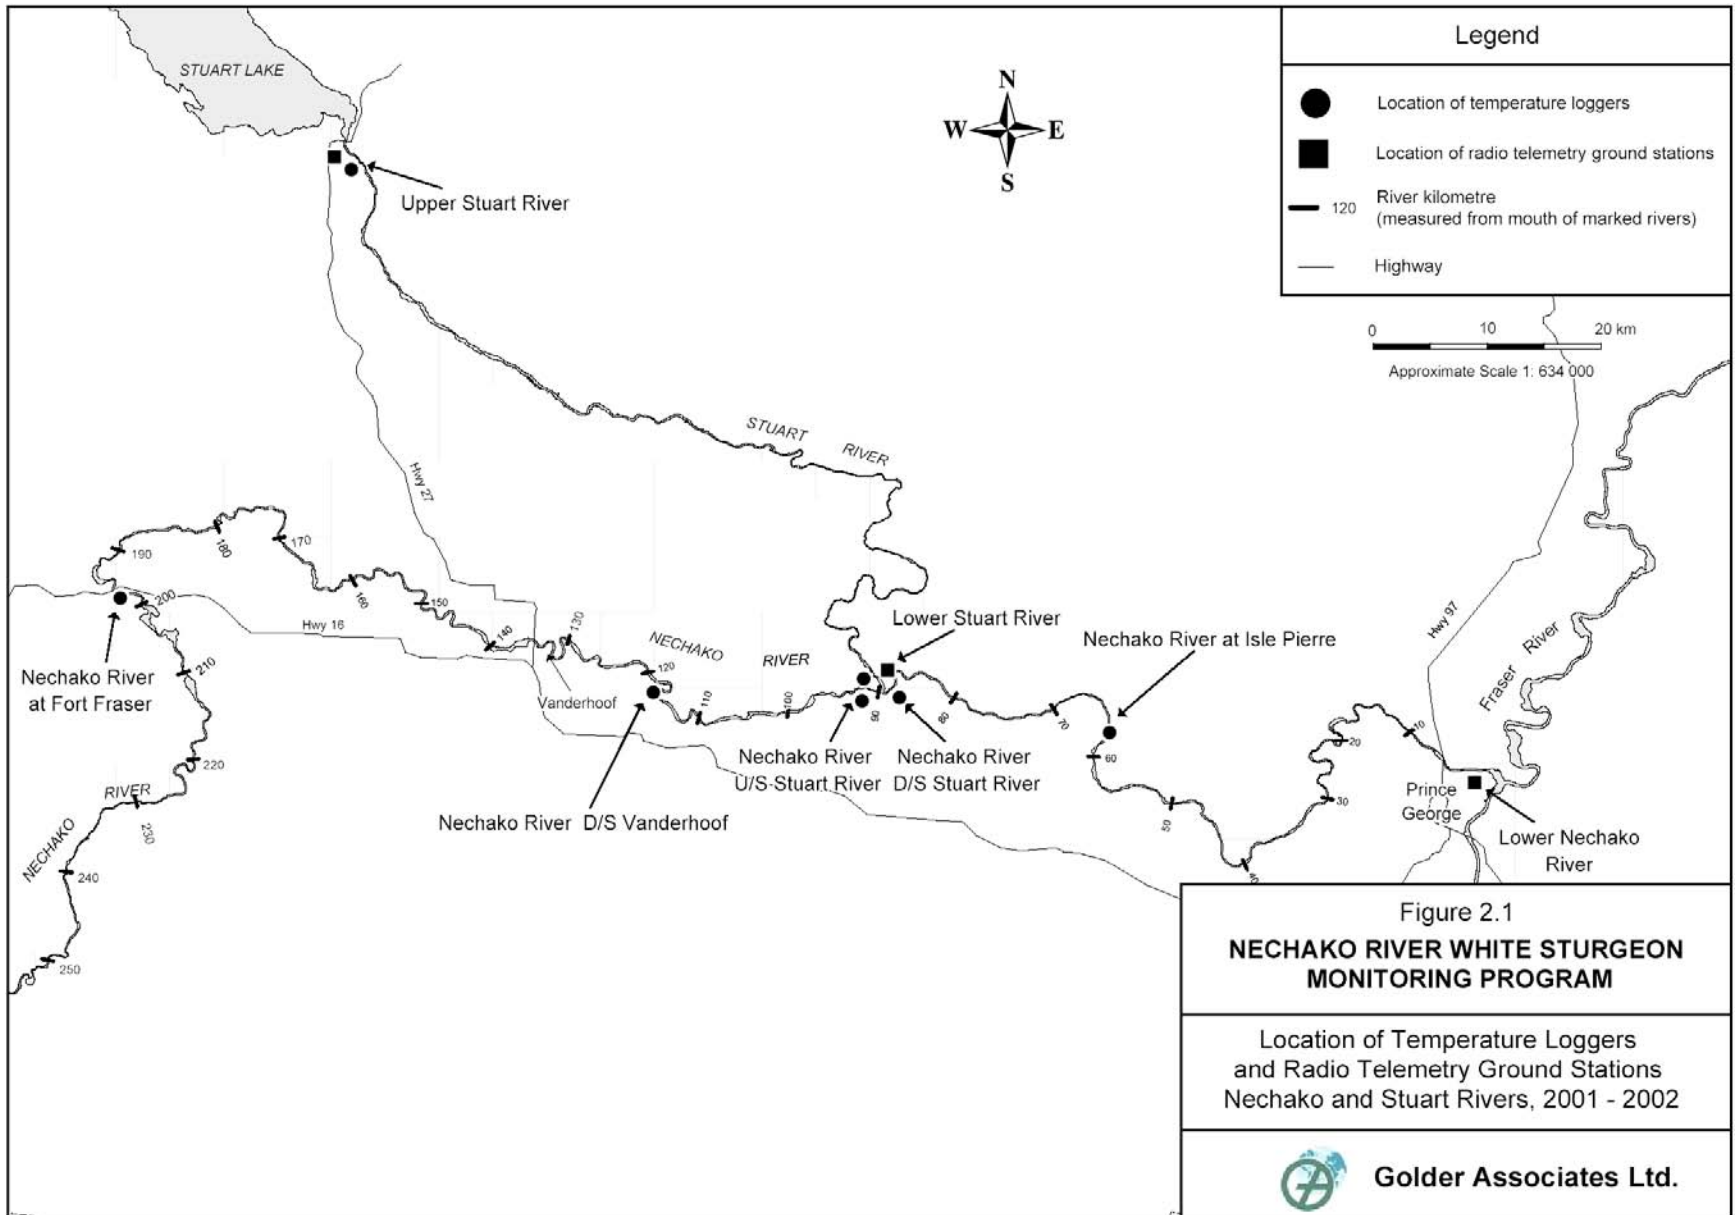 STUART LAKE
N
W E
S
Upper Stuart River
Legend
Location of temperature loggers
Location of radio telemetry ground stations
120
River kilometre
(measured from mouth of marked rivers)
Highway
0 10 20 km
Approximate Scale 1: 634 000
STUART
RIVER
Hwy 27
190
180
170
160
150
140
130
120
110
100
90
80
70
60
50
40
30
20
10
200
210
220
230
240
250
Hwy 16
Hwy 97
Fraser River
Nechako River
at Fort Fraser
NECHAKO
RIVER
Vanderhoof
NECHAKO
RIVER
Lower Stuart River
Nechako River at Isle Pierre
Nechako River
U/S Stuart River
Nechako River
D/S Stuart River
Nechako River D/S Vanderhoof
Prince
George
Lower Nechako
River
Figure 2.1
NECHAKO RIVER WHITE STURGEON
MONITORING PROGRAM
Location of Temperature Loggers
and Radio Telemetry Ground Stations
Nechako and Stuart Rivers, 2001 - 2002
Golder Associates Ltd.